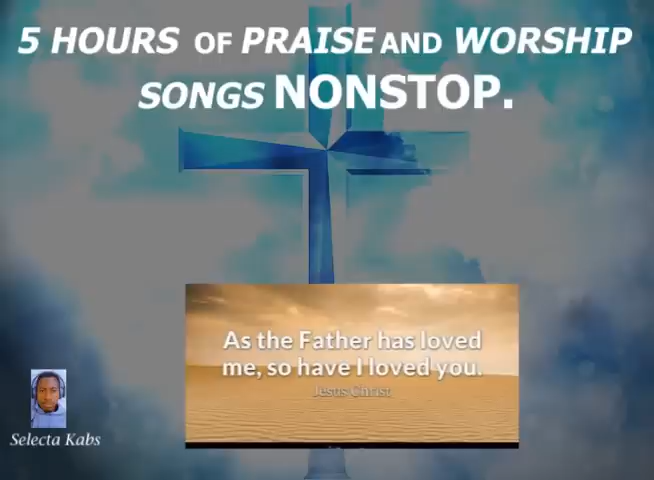 5 HOURS OF PRAISE AND WORSHIP
SONGS NONSTOP.
As the Father has loved
me, so have I loved you.
Jesus Christ
Selecta Kabs